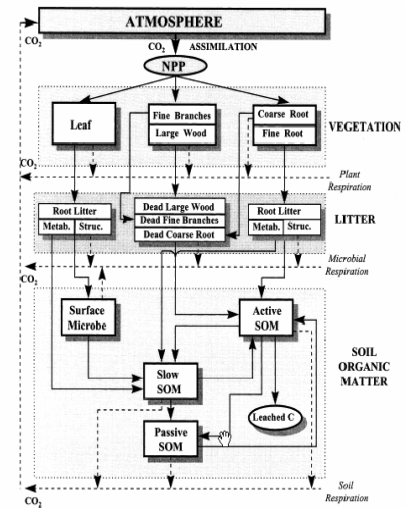 ATMOSPHERE
CO2
CO2 ASSIMILATION
NPP
Leaf
Fine Branches
Large Wood
Coarse Root
Fine Root
VEGETATION
CO2
Plant
Respiration
Root Litter
Metab. Struc.
Dead Large Wood
Dead Fine Branches
Dead Coarse Root
Root Litter
Metab. Struc.
LITTER
Microbial
Respiration
CO2
Surface
Microbe
Active
SOM
SOIL
ORGANIC
MATTER
Slow
SOM
Leached C
Passive
SOM
Soil
Respiration
CO2